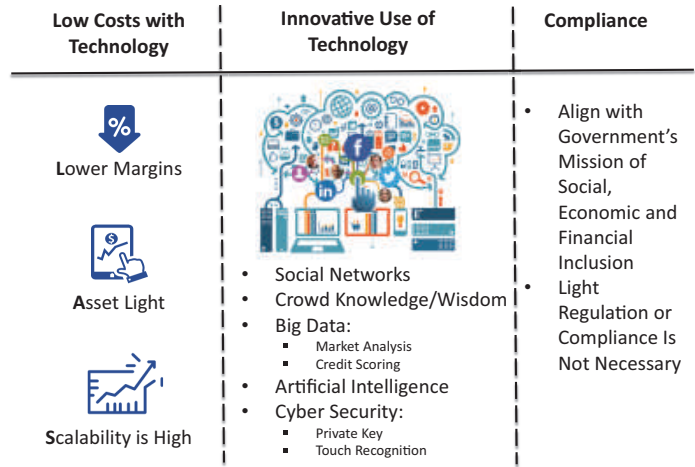 Low Costs with
Technology
%
Lower Margins
$
Asset Light
Scalability is High
Innovative Use of
Technology
f
in
• Social Networks
• Crowd Knowledge/Wisdom
• Big Data:
▪ Market Analysis
▪ Credit Scoring
• Artificial Intelligence
• Cyber Security:
▪ Private Key
▪ Touch Recognition
Compliance
• Align with
Government’s
Mission of
Social,
Economic and
Financial
Inclusion
• Light
Regulation or
Compliance Is
Not Necessary